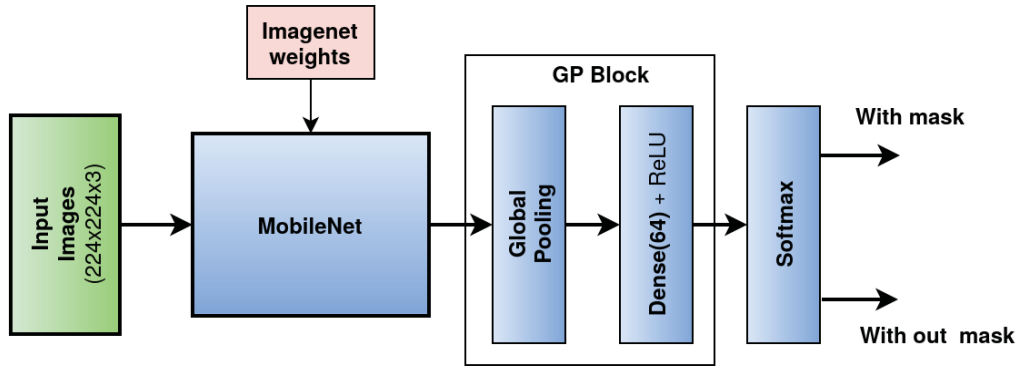 Imagenet
weights
GP Block
Input
Images
(224x224x3)
MobileNet
Global
Pooling
Dense(64) + ReLU
Softmax
With mask
With out mask